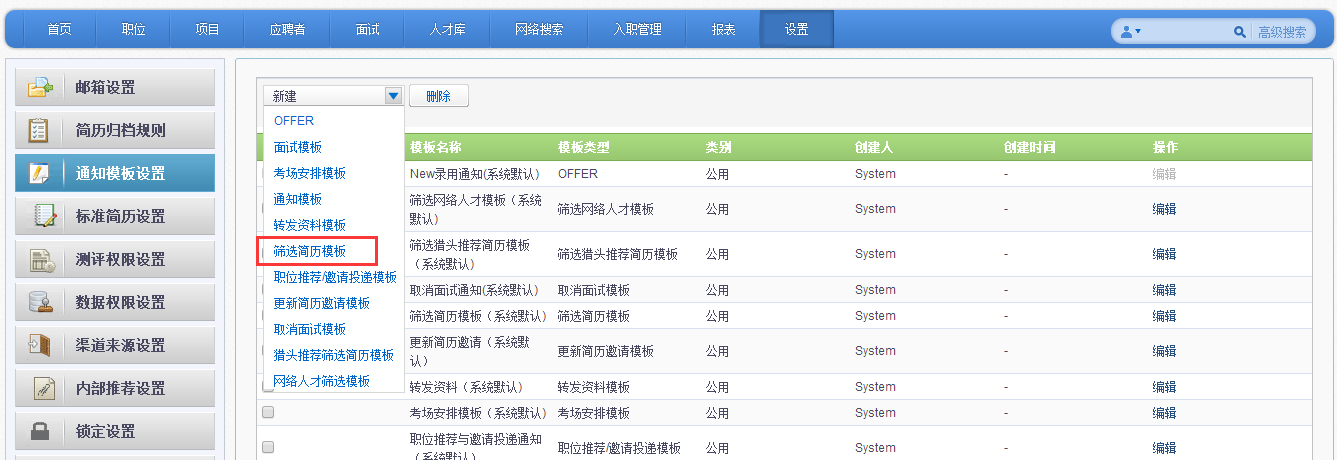 首页 职位 项目 应聘者 面试 人才库 网络搜索 入职管理 报表 设置 高级搜索
邮箱设置
简历归档规则
通知模板设置
标准简历设置
测评权限设置
数据权限设置
渠道来源设置
内部推荐设置
锁定设置
新建 删除
OFFER
面试模板
考场安排模板
通知模板
转发资料模板
筛选简历模板
职位推荐/邀请投递模板
更新简历邀请模板
取消面试模板
猎头推荐筛选简历模板
网络人才筛选模板
模板名称 模板类型 类别 创建人 创建时间 操作
New录用通知(系统默认) OFFER 公用 System - 编辑
筛选网络人才模板（系统
默认） 筛选网络人才模板 公用 System - 编辑
筛选猎头推荐简历模板
（系统默认） 筛选猎头推荐简历模板 公用 System - 编辑
取消面试通知(系统默认) 取消面试模板 公用 System - 编辑
筛选简历模板（系统默认） 筛选简历模板 公用 System - 编辑
更新简历邀请（系统默
认） 更新简历邀请模板 公用 System - 编辑
转发资料（系统默认） 转发资料模板 公用 System - 编辑
考场安排模板（系统默认） 考场安排模板 公用 System - 编辑
职位推荐与邀请投递通知
（系统默认） 职位推荐/邀请投递模板 公用 System - 编辑